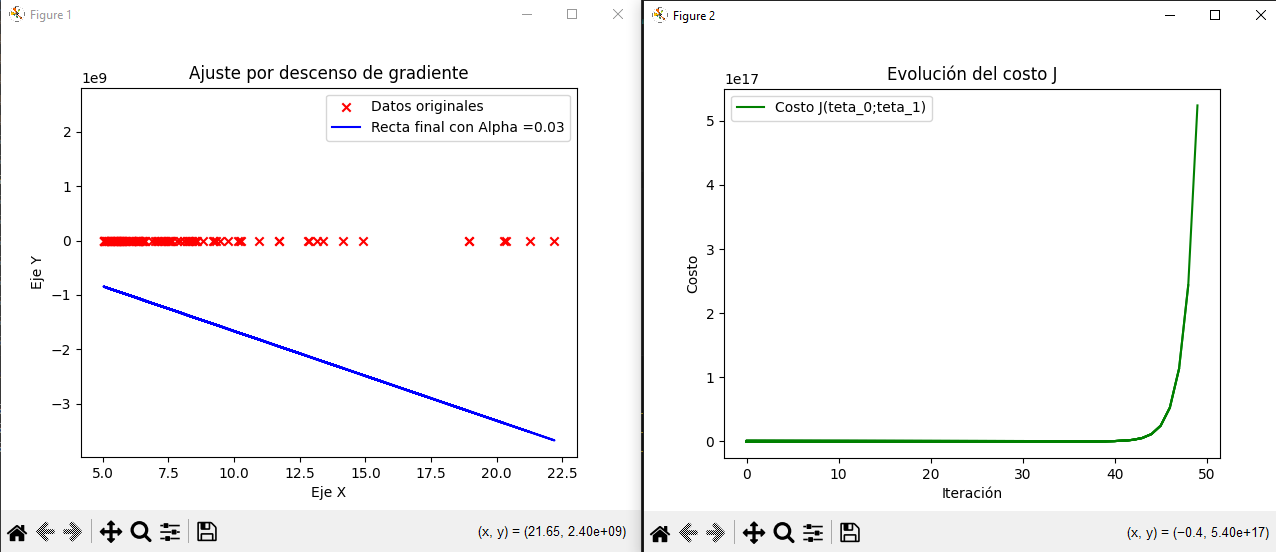 Figure 1
Ajuste por descenso de gradiente
1e9
Datos originales
Recta final con Alpha =0.03
2
1
0
−1
−2
−3
Eje Y
5.0 7.5 10.0 12.5 15.0 17.5 20.0 22.5
Eje X
(x, y) = (21.65, 2.40e+09)
Figure 2
Evolución del costo J
1e17
Costo J(teta_0;teta_1)
5
4
3
2
1
0
Costo
0 10 20 30 40 50
Iteración
(x, y) = (−0.4, 5.40e+17)